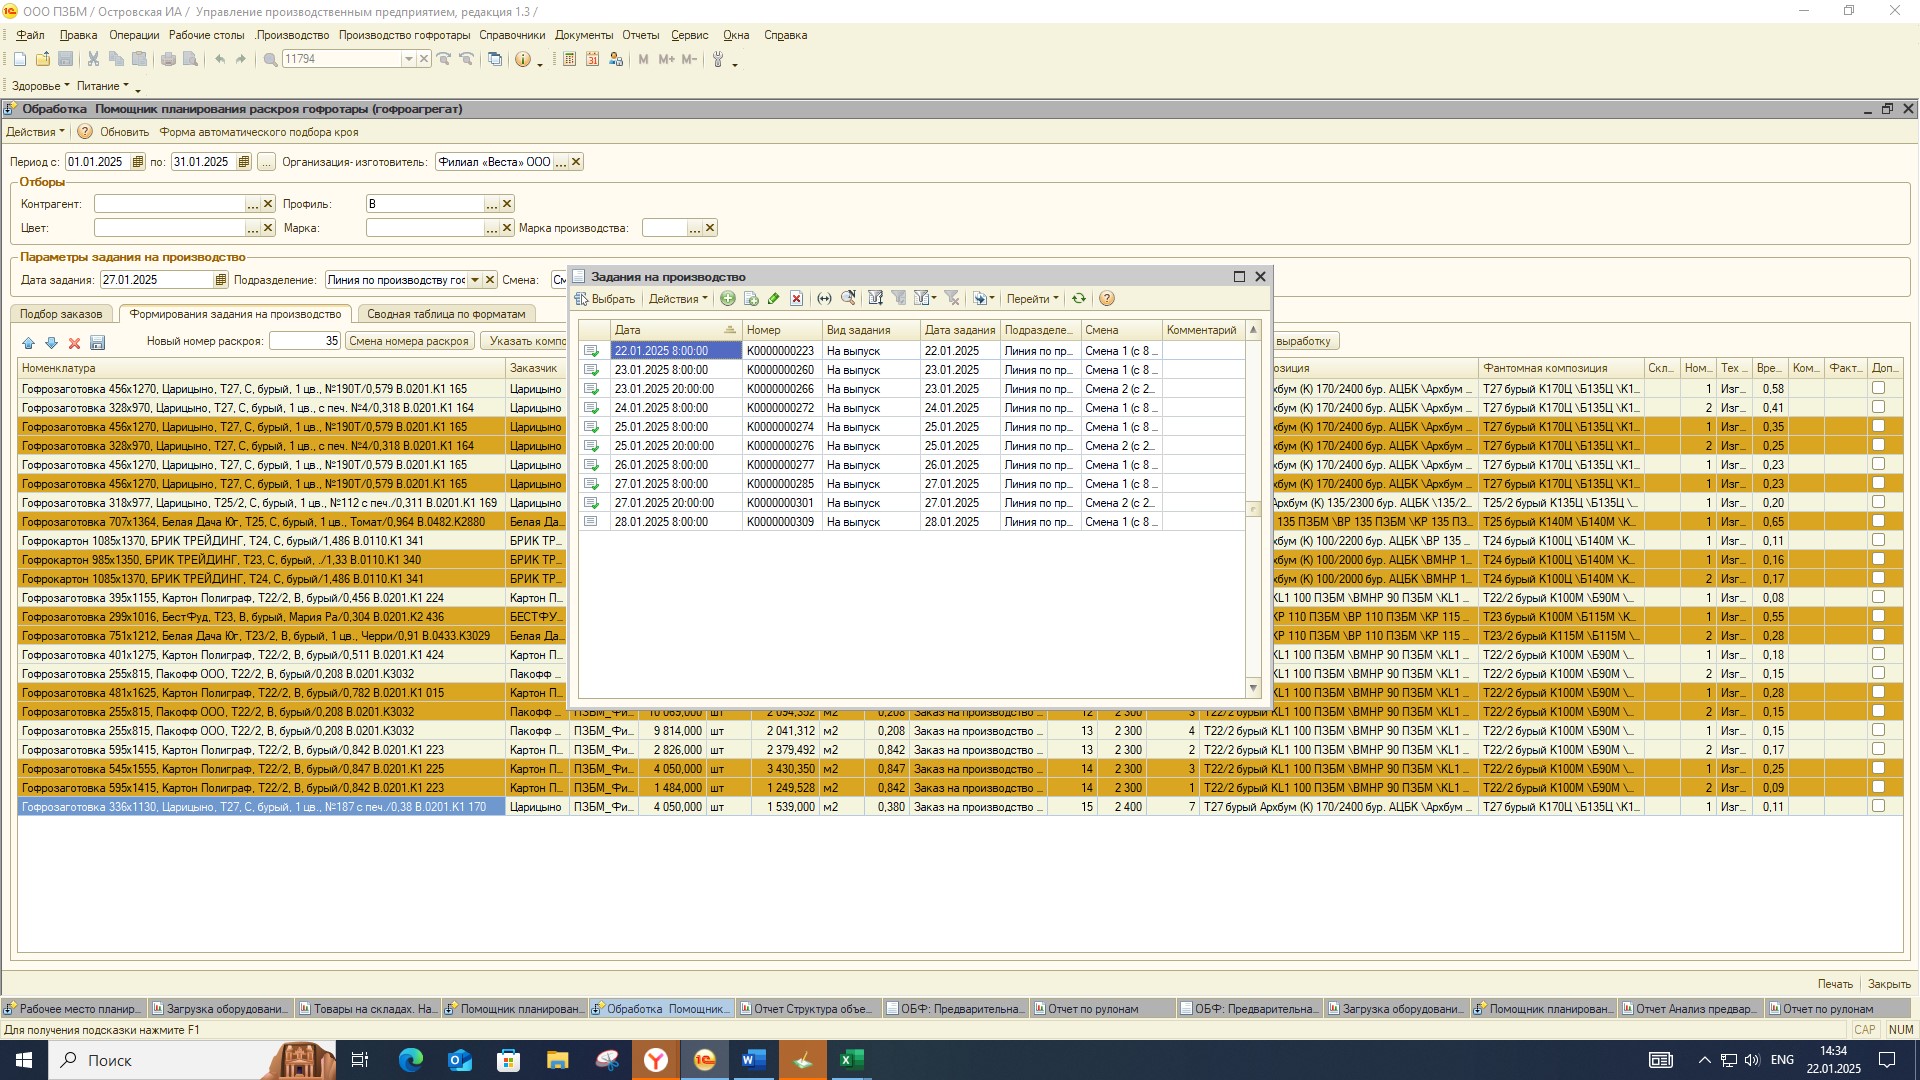 ООО ПЗБМ / Островская ИА / Управление производственным предприятием, редакция 1.3 /
Файл Правка Операции Рабочие столы .Производство Производство гофротары Справочники Документы Отчеты Сервис Окна Справка
11794 M M+ M-
Здоровье Питание
Обработка Помощник планирования раскроя гофротары (гофроагрегат)
Действия Обновить Форма автоматического подбора кроя
Период с: 01.01.2025 по: 31.01.2025 ... Организация-изготовитель: Филиал «Веста» ООО ...
Отборы
Контрагент: ... Профиль: B ...
Цвет: ... Марка: ... Марка производства: ...
Параметры задания на производство
Дата задания: 27.01.2025 Подразделение: Линия по производству гоф Смена: См
Подбор заказов Формирования задания на производство Сводная таблица по форматам
Новый номер раскроя: 35 Смена номера раскроя Указать компо выработку
Задания на производство
Выбрать Действия Перейти
Дата Номер Вид задания Дата задания Подразделе... Смена Комментарий
22.01.2025 8:00:00 К0000000223 На выпуск 22.01.2025 Линия по пр... Смена 1 (с 8 ...
23.01.2025 8:00:00 К0000000260 На выпуск 23.01.2025 Линия по пр... Смена 1 (с 8 ...
23.01.2025 20:00:00 К0000000266 На выпуск 23.01.2025 Линия по пр... Смена 2 (с 2...
24.01.2025 8:00:00 К0000000272 На выпуск 24.01.2025 Линия по пр... Смена 1 (с 8 ...
25.01.2025 8:00:00 К0000000274 На выпуск 25.01.2025 Линия по пр... Смена 1 (с 8 ...
25.01.2025 20:00:00 К0000000276 На выпуск 25.01.2025 Линия по пр... Смена 2 (с 2...
26.01.2025 8:00:00 К0000000277 На выпуск 26.01.2025 Линия по пр... Смена 1 (с 8 ...
27.01.2025 8:00:00 К0000000285 На выпуск 27.01.2025 Линия по пр... Смена 1 (с 8 ...
27.01.2025 20:00:00 К0000000301 На выпуск 27.01.2025 Линия по пр... Смена 2 (с 2...
28.01.2025 8:00:00 К0000000309 На выпуск 28.01.2025 Линия по пр... Смена 1 (с 8 ...
Номенклатура Заказчик озиция Фантомная композиция Скл... Ном... Тех ... Вре... Ком... Факт... Доп...
Гофрозаготовка 456х1270, Царицыно, Т27, С, бурый, 1 цв., №190Т/0,579 В.0201.К1 165 Царицыно хбум (К) 170/2400 бур. АЦБК \Архбум ... Т27 бурый К170Ц \Б135Ц \К1... 1 Изг... 0,58
Гофрозаготовка 328х970, Царицыно, Т27, С, бурый, 1 цв., с печ. №4/0,318 В.0201.К1 164 Царицыно хбум (К) 170/2400 бур. АЦБК \Архбум ... Т27 бурый К170Ц \Б135Ц \К1... 2 Изг... 0,41
Гофрозаготовка 456х1270, Царицыно, Т27, С, бурый, 1 цв., №190Т/0,579 В.0201.К1 165 Царицыно хбум (К) 170/2400 бур. АЦБК \Архбум ... Т27 бурый К170Ц \Б135Ц \К1... 1 Изг... 0,35
Гофрозаготовка 328х970, Царицыно, Т27, С, бурый, 1 цв., с печ. №4/0,318 В.0201.К1 164 Царицыно хбум (К) 170/2400 бур. АЦБК \Архбум ... Т27 бурый К170Ц \Б135Ц \К1... 2 Изг... 0,25
Гофрозаготовка 456х1270, Царицыно, Т27, С, бурый, 1 цв., №190Т/0,579 В.0201.К1 165 Царицыно хбум (К) 170/2400 бур. АЦБК \Архбум ... Т27 бурый К170Ц \Б135Ц \К1... 1 Изг... 0,23
Гофрозаготовка 456х1270, Царицыно, Т27, С, бурый, 1 цв., №190Т/0,579 В.0201.К1 165 Царицыно хбум (К) 170/2400 бур. АЦБК \Архбум ... Т27 бурый К170Ц \Б135Ц \К1... 1 Изг... 0,23
Гофрозаготовка 318х977, Царицыно, Т25/2, С, бурый, 1 цв., №112 с печ./0,311 В.0201.К1 169 Царицыно Архбум (К) 135/2300 бур. АЦБК \135/2... Т25/2 бурый К135Ц \Б135Ц \... 1 Изг... 0,20
Гофрозаготовка 707х1364, Белая Дача Юг, Т25, С, бурый, 1 цв., Томат/0,964 В.0482.К2880 Белая Да... 135 ПЗБМ \ВР 135 ПЗБМ \КР 135 ПЗ... Т25 бурый К140М \Б140М \К... 1 Изг... 0,65
Гофрокартон 1085х1370, БРИК ТРЕЙДИНГ, Т24, С, бурый/1,486 В.0110.К1 341 БРИК ТР... хбум (К) 100/2200 бур. АЦБК \ВР 135 ... Т24 бурый К100Ц \Б135Ц \К... 1 Изг... 0,11
Гофрокартон 985х1350, БРИК ТРЕЙДИНГ, Т23, С, бурый, ./1,33 В.0110.К1 340 БРИК ТР... хбум (К) 100/2000 бур. АЦБК \ВМНР 1... Т24 бурый К100Ц \Б140М \К... 1 Изг... 0,16
Гофрокартон 1085х1370, БРИК ТРЕЙДИНГ, Т24, С, бурый/1,486 В.0110.К1 341 БРИК ТР... хбум (К) 100/2000 бур. АЦБК \ВМНР 1... Т24 бурый К100Ц \Б140М \К... 2 Изг... 0,17
Гофрозаготовка 395х1155, Картон Полиграф, Т22/2, В, бурый/0,456 В.0201.К1 224 Картон П... KL1 100 ПЗБМ \ВМНР 90 ПЗБМ \KL1 ... Т22/2 бурый К100М \Б90М \... 1 Изг... 0,08
Гофрозаготовка 299х1016, БестФуд, Т23, В, бурый, Мария Ра/0,304 В.0201.К2 436 БЕСТФУ... КР 110 ПЗБМ \ВР 110 ПЗБМ \КР 115 ... Т23 бурый К100М \Б115М \К... 1 Изг... 0,55
Гофрозаготовка 751х1212, Белая Дача Юг, Т23/2, В, бурый, 1 цв., Черри/0,91 В.0433.К3029 Белая Да... КР 110 ПЗБМ \ВР 110 ПЗБМ \КР 115 ... Т23/2 бурый К115М \Б115М \... 2 Изг... 0,28
Гофрозаготовка 401х1275, Картон Полиграф, Т22/2, В, бурый/0,511 В.0201.К1 424 Картон П... KL1 100 ПЗБМ \ВМНР 90 ПЗБМ \KL1 ... Т22/2 бурый К100М \Б90М \... 1 Изг... 0,18
Гофрозаготовка 255х815, Пакофф ООО, Т22/2, В, бурый/0,208 В.0201.К3032 Пакофф ... KL1 100 ПЗБМ \ВМНР 90 ПЗБМ \KL1 ... Т22/2 бурый К100М \Б90М \... 2 Изг... 0,15
Гофрозаготовка 481х1625, Картон Полиграф, Т22/2, В, бурый/0,782 В.0201.К1 015 Картон П... KL1 100 ПЗБМ \ВМНР 90 ПЗБМ \KL1 ... Т22/2 бурый К100М \Б90М \... 1 Изг... 0,28
Гофрозаготовка 255х815, Пакофф ООО, Т22/2, В, бурый/0,208 В.0201.К3032 Пакофф ... ПЗБМ_Фи... 10 069,000 шт 2 094,352 м2 0,208 Заказ на производство ... 12 2 300 3 Т22/2 бурый KL1 100 ПЗБМ \ВМНР 90 ПЗБМ \KL1 ... Т22/2 бурый К100М \Б90М \... 2 Изг... 0,15
Гофрозаготовка 255х815, Пакофф ООО, Т22/2, В, бурый/0,208 В.0201.К3032 Пакофф ... ПЗБМ_Фи... 9 814,000 шт 2 041,312 м2 0,208 Заказ на производство ... 13 2 300 4 Т22/2 бурый KL1 100 ПЗБМ \ВМНР 90 ПЗБМ \KL1 ... Т22/2 бурый К100М \Б90М \... 1 Изг... 0,15
Гофрозаготовка 595х1415, Картон Полиграф, Т22/2, В, бурый/0,842 В.0201.К1 223 Картон П... ПЗБМ_Фи... 2 826,000 шт 2 379,492 м2 0,842 Заказ на производство ... 13 2 300 2 Т22/2 бурый KL1 100 ПЗБМ \ВМНР 90 ПЗБМ \KL1 ... Т22/2 бурый К100М \Б90М \... 2 Изг... 0,17
Гофрозаготовка 545х1555, Картон Полиграф, Т22/2, В, бурый/0,847 В.0201.К1 225 Картон П... ПЗБМ_Фи... 4 050,000 шт 3 430,350 м2 0,847 Заказ на производство ... 14 2 300 3 Т22/2 бурый KL1 100 ПЗБМ \ВМНР 90 ПЗБМ \KL1 ... Т22/2 бурый К100М \Б90М \... 1 Изг... 0,25
Гофрозаготовка 595х1415, Картон Полиграф, Т22/2, В, бурый/0,842 В.0201.К1 223 Картон П... ПЗБМ_Фи... 1 484,000 шт 1 249,528 м2 0,842 Заказ на производство ... 14 2 300 1 Т22/2 бурый KL1 100 ПЗБМ \ВМНР 90 ПЗБМ \KL1 ... Т22/2 бурый К100М \Б90М \... 2 Изг... 0,09
Гофрозаготовка 336х1130, Царицыно, Т27, С, бурый, 1 цв., №187 с печ./0,38 В.0201.К1 170 Царицыно ПЗБМ_Фи... 4 050,000 шт 1 539,000 м2 0,380 Заказ на производство ... 15 2 400 7 Т27 бурый Архбум (К) 170/2400 бур. АЦБК \Архбум ... Т27 бурый К170Ц \Б135Ц \К1... 1 Изг... 0,11
Печать Закрыть
Рабочее место планир... Загрузка оборудовани... Товары на складах. На... Помощник планирован... Обработка Помощник... Отчет Структура объе... ОБФ: Предварительна... Отчет по рулонам ОБФ: Предварительна... Загрузка оборудовани... Помощник планирован... Отчет Анализ предвар... Отчет по рулонам
Для получения подсказки нажмите F1 CAP NUM
Поиск ENG 14:34
22.01.2025